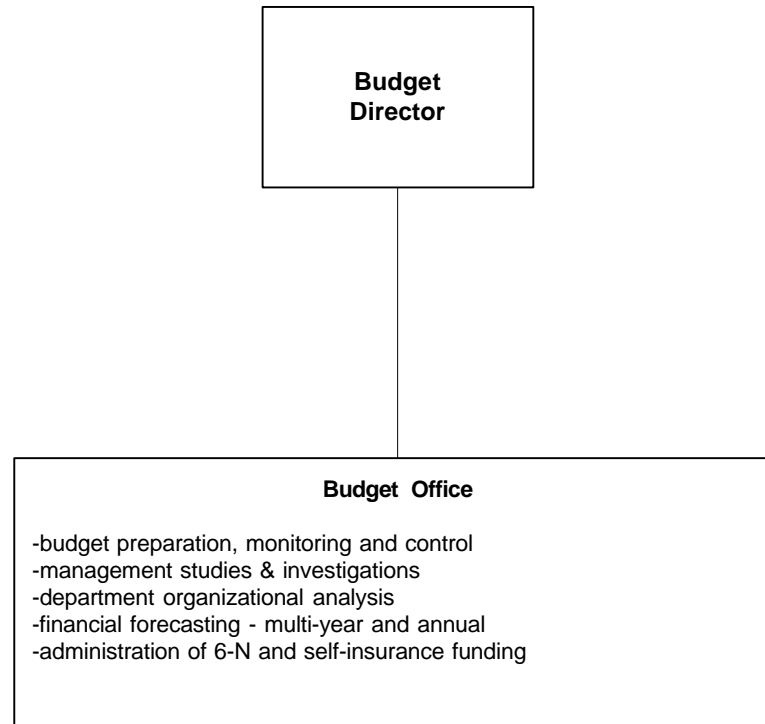 Budget
Director
Budget Office
-budget preparation, monitoring and control
-management studies & investigations
-department organizational analysis
-financial forecasting - multi-year and annual
-administration of 6-N and self-insurance funding